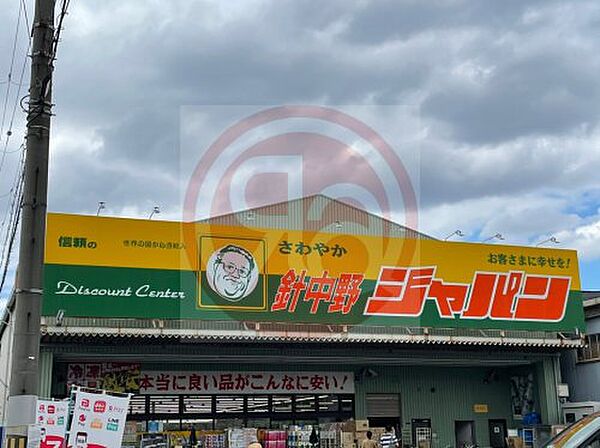 信頼の
世界の国から直輸入
さわやか
お客さまに幸せを!
Discount Center
針中野
ジャパン
本当に良い品がこんなに安い!